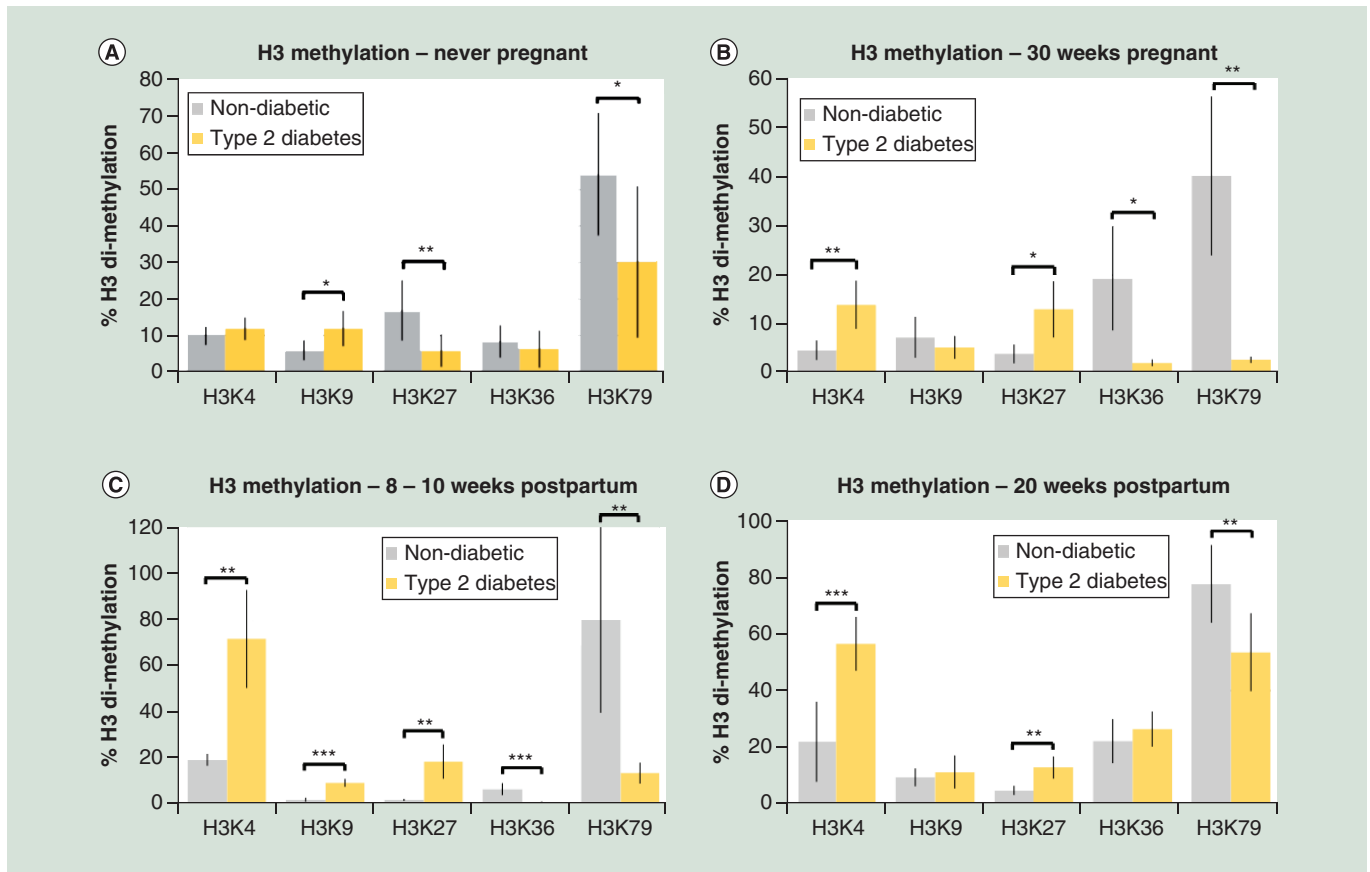 A
H3 methylation – never pregnant
% H3 di-methylation
80
70
60
50
40
30
20
10
0
Non-diabetic
Type 2 diabetes
*
**
*
H3K4 H3K9 H3K27 H3K36 H3K79
B
H3 methylation – 30 weeks pregnant
% H3 di-methylation
60
50
40
30
20
10
0
Non-diabetic
Type 2 diabetes
**
*
*
**
H3K4 H3K9 H3K27 H3K36 H3K79
C
H3 methylation – 8 – 10 weeks postpartum
% H3 di-methylation
120
100
80
60
40
20
0
Non-diabetic
Type 2 diabetes
**
***
**
***
**
H3K4 H3K9 H3K27 H3K36 H3K79
D
H3 methylation – 20 weeks postpartum
% H3 di-methylation
100
80
60
40
20
0
Non-diabetic
Type 2 diabetes
***
**
**
H3K4 H3K9 H3K27 H3K36 H3K79